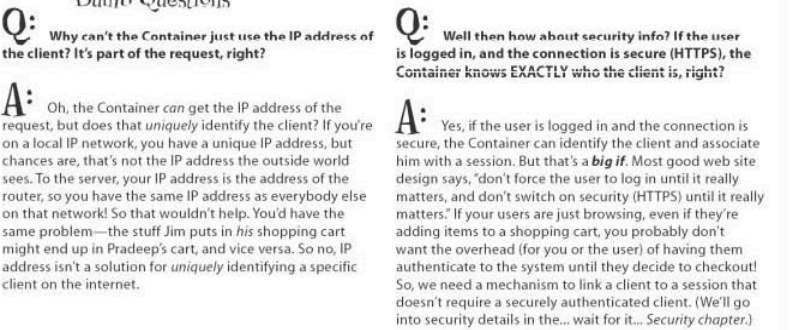 Dumb Questions
Q: Why can't the Container just use the IP address of
the client? It's part of the request, right?
A: Oh, the Container can get the IP address of the
request, but does that uniquely identify the client? If you're
on a local IP network, you have a unique IP address, but
chances are, that's not the IP address the outside world
sees. To the server, your IP address is the address of the
router, so you have the same IP address as everybody else
on that network! So that wouldn't help. You'd have the
same problem—the stuff Jim puts in his shopping cart
might end up in Pradeep's cart, and vice versa. So no, IP
address isn't a solution for uniquely identifying a specific
client on the internet.
Q: Well then how about security info? If the user
is logged in, and the connection is secure (HTTPS), the
Container knows EXACTLY who the client is, right?
A: Yes, if the user is logged in and the connection is
secure, the Container can identify the client and associate
him with a session. But that's a big if. Most good web site
design says, "don't force the user to log in until it really
matters, and don't switch on security (HTTPS) until it really
matters." If your users are just browsing, even if they're
adding items to a shopping cart, you probably don't
want the overhead (for you or the user) of having them
authenticate to the system until they decide to checkout!
So, we need a mechanism to link a client to a session that
doesn't require a securely authenticated client. (We'll go
into security details in the... wait for it... Security chapter.)